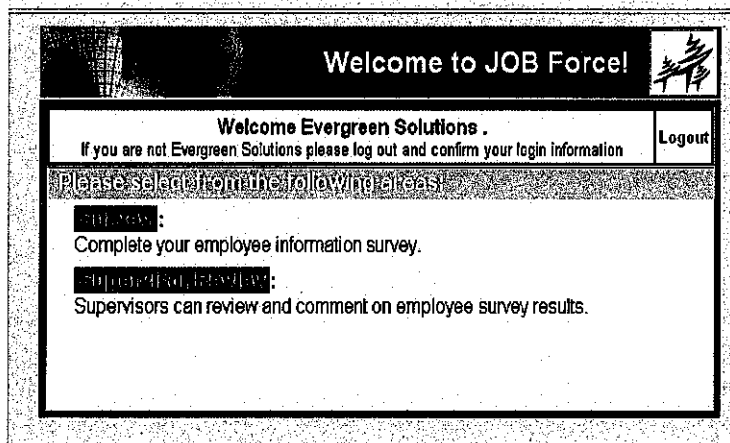 Welcome to JOB Force!
Welcome Evergreen Solutions .
If you are not Evergreen Solutions please log out and confirm your login information
Logout
Please select from the following areas:
Survey:
Complete your employee information survey.
Supervisor Review:
Supervisors can review and comment on employee survey results.